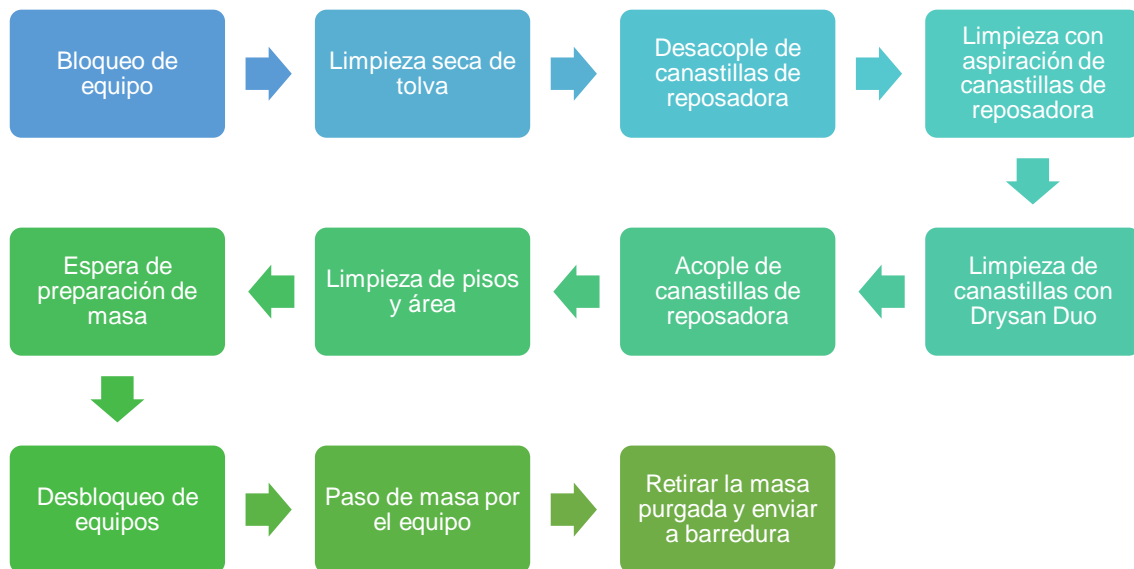 Bloqueo de
equipo
Limpieza seca de
tolva
Desacople de
canastillas de
reposadora
Limpieza con
aspiración de
canastillas de
reposadora
Limpieza de
canastillas con
Drysan Duo
Acople de
canastillas de
reposadora
Limpieza de pisos
y área
Espera de
preparación de
masa
Desbloqueo de
equipos
Paso de masa por
el equipo
Retirar la masa
purgada y enviar
a barredura